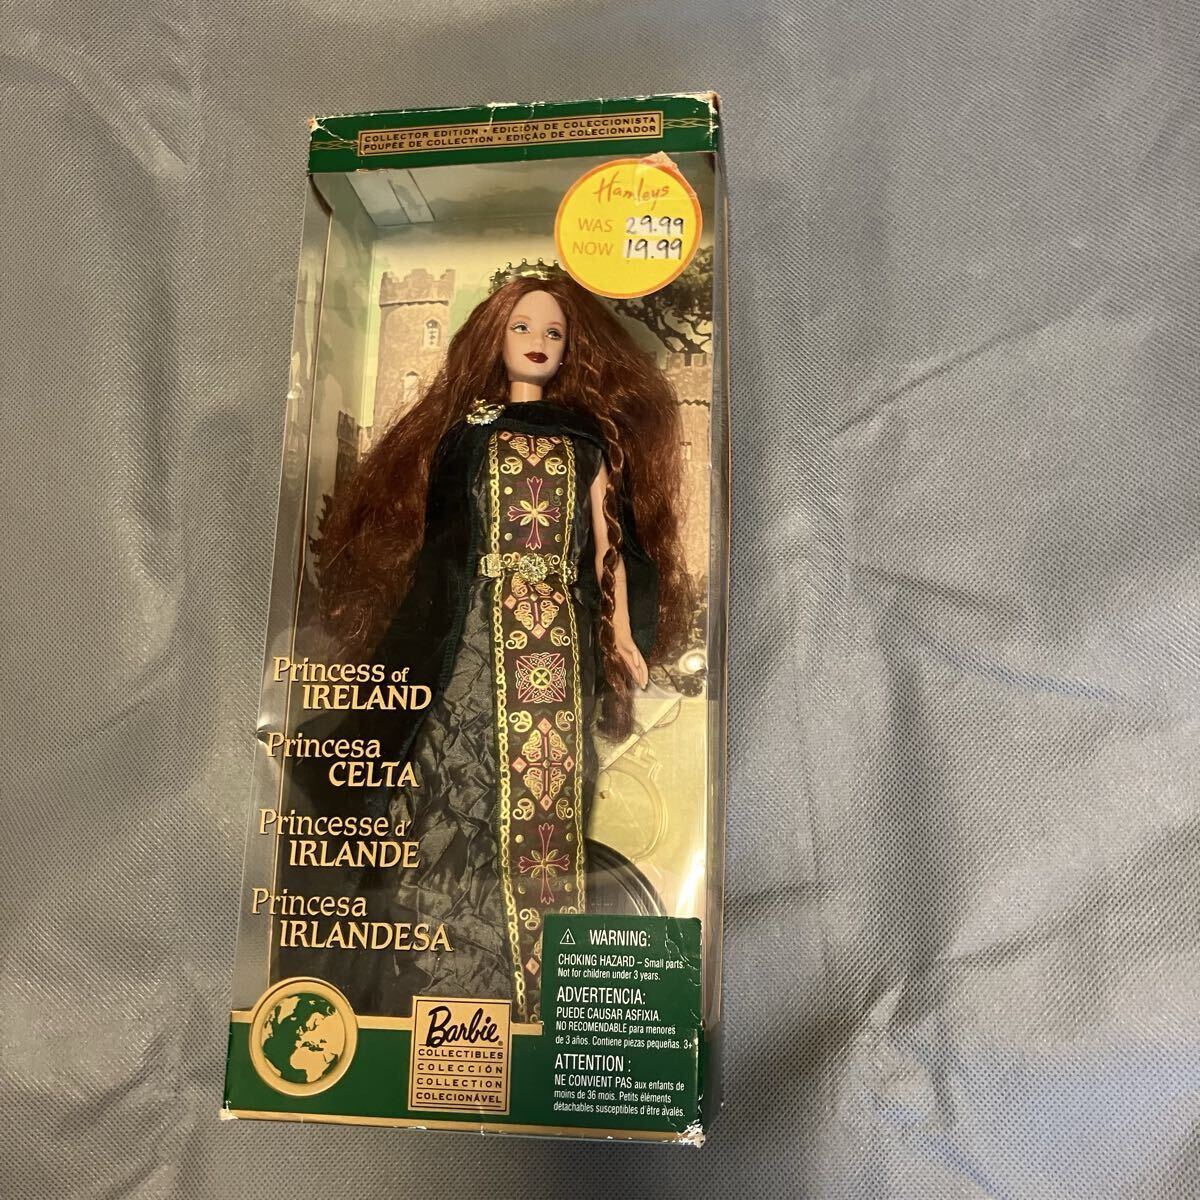 COLLECTOR EDITION • EDICIÓN DE COLECCIONISTA
POUPÉE DE COLLECTION • EDIÇÃO DE COLECIONADOR
Hamleys
WAS 29.99
NOW 19.99
Princess of
IRELAND
Princesa
CELTA
Princesse d'
IRLANDE
Princesa
IRLANDESA
Barbie®
COLLECTIBLES
COLECCIÓN
COLLECTION
COLECIONÁVEL
⚠ WARNING:
CHOKING HAZARD – Small parts.
Not for children under 3 years.
ADVERTENCIA:
PUEDE CAUSAR ASFIXIA.
NO RECOMENDABLE para menores
de 3 años. Contiene piezas pequeñas. 3+
ATTENTION :
NE CONVIENT PAS aux enfants de
moins de 36 mois. Petits éléments
détachables susceptibles d'être avalés.